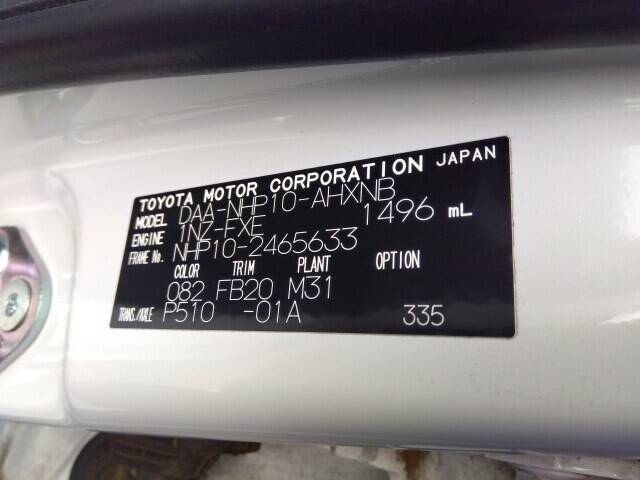 TOYOTA MOTOR CORPORATION JAPAN
MODEL DAA-NHP10-AHXNB
ENGINE 1NZ-FXE 1496 mL
FRAME No. NHP10-2465633
COLOR TRIM PLANT OPTION
082 FB20 M31
TRANS./AXLE P510 -01A 335